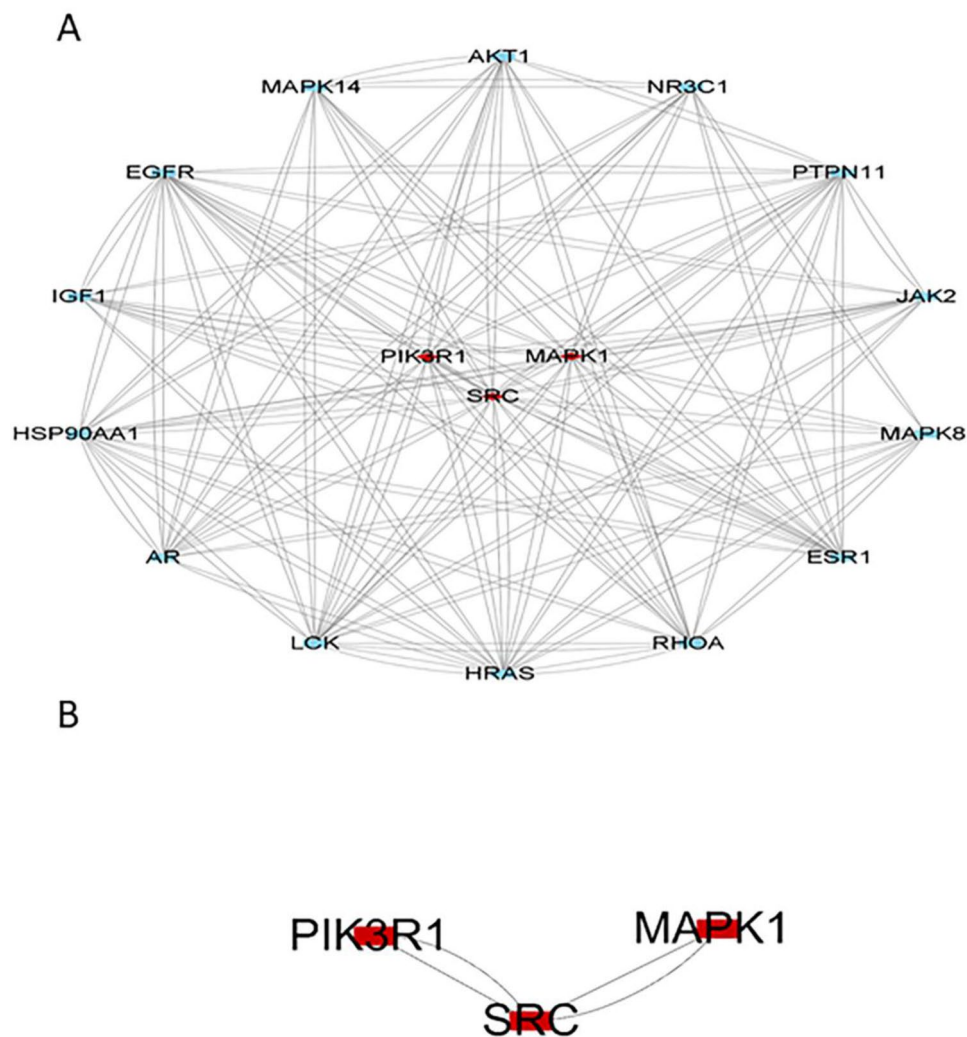 A
AKT1
MAPK14
NR3C1
EGFR
PTPN11
IGF1
JAK2
PIK3R1
MAPK1
SRC
HSP90AA1
MAPK8
AR
ESR1
LCK
RHOA
HRAS
B
PIK3R1
MAPK1
SRC